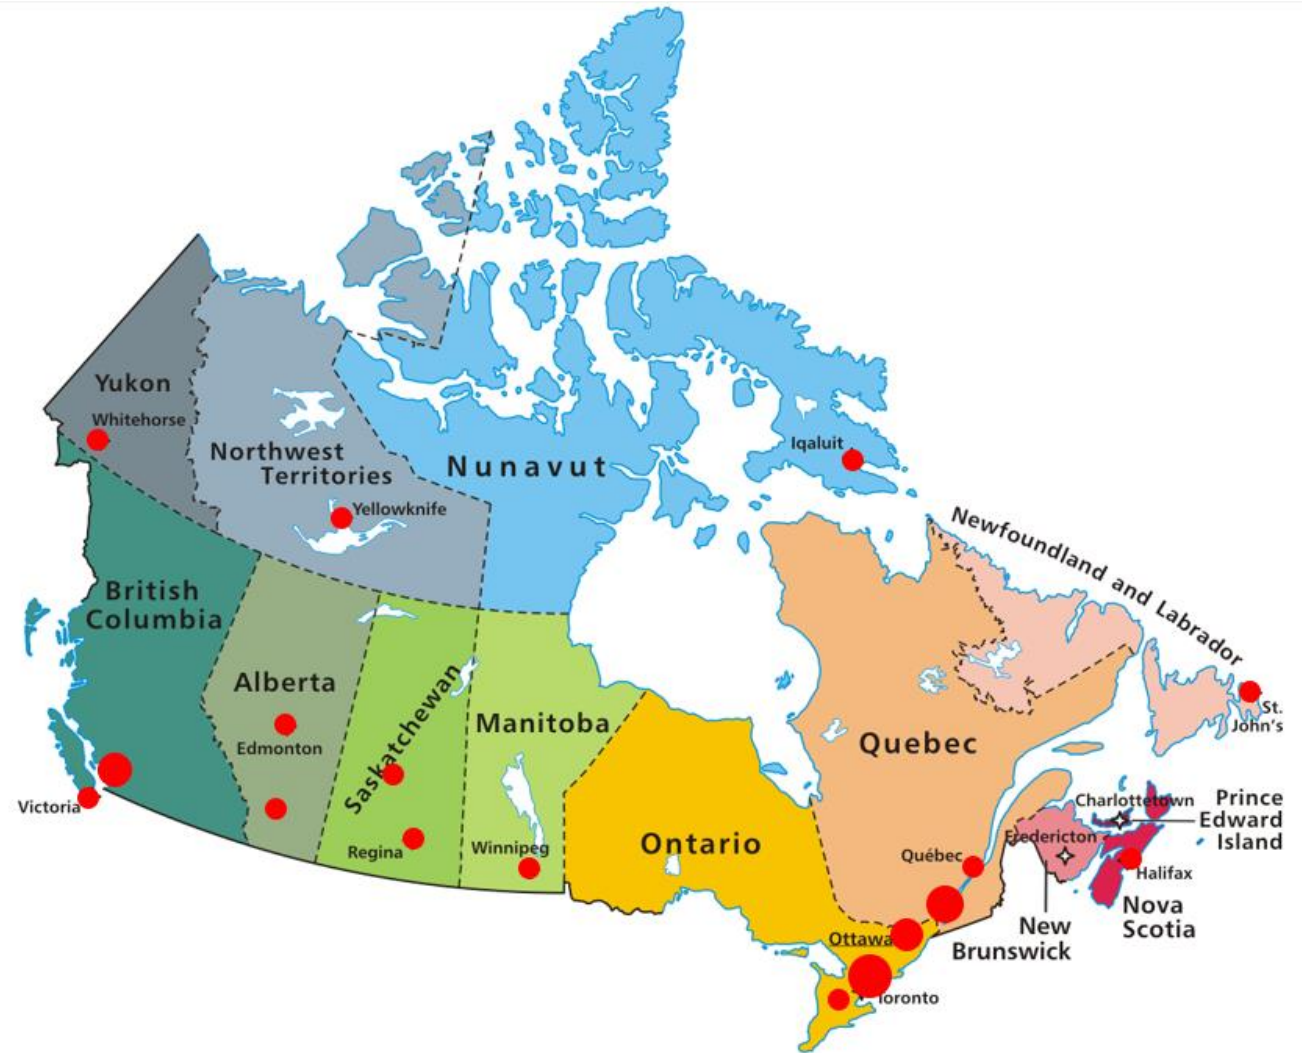 Yukon
Whitehorse
Northwest
Territories
Yellowknife
Nunavut
Iqaluit
Newfoundland and Labrador
British
Columbia
Alberta
Edmonton
Saskatchewan
Regina
Manitoba
Winnipeg
Victoria
Ontario
Ottawa
Toronto
Quebec
Québec
St.
John's
Charlottetown
Prince
Edward
Island
Fredericton
Halifax
Nova
Scotia
New
Brunswick